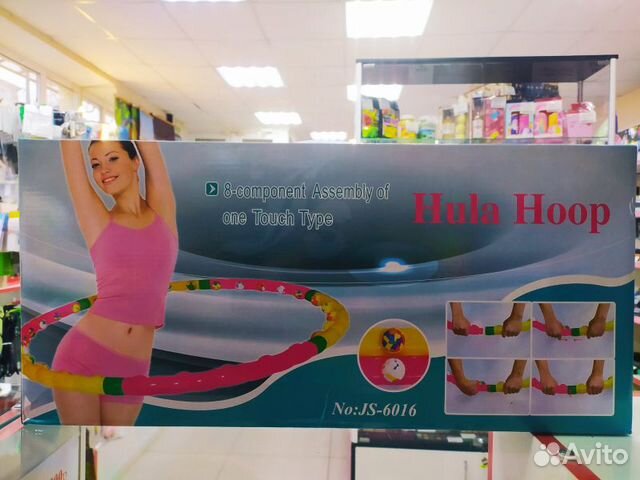 8-component Assembly of
one Touch Type
Hula Hoop
No:JS-6016
Avito